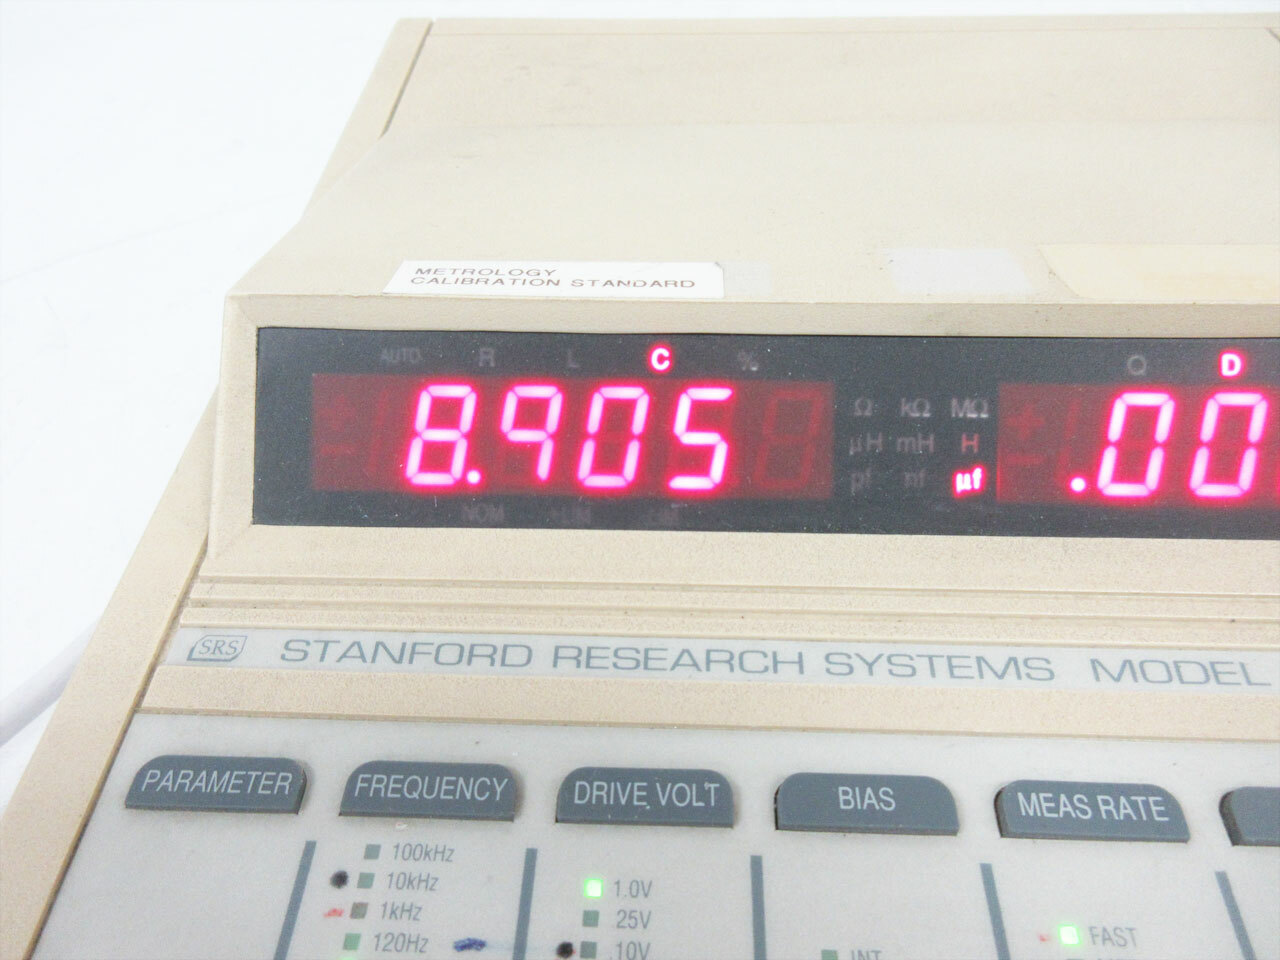 METROLOGY
CALIBRATION STANDARD
AUTO R L C % Q D
8.905 .00
Ω kΩ MΩ
µH mH H
pf nf µf
NOM
SRS STANFORD RESEARCH SYSTEMS MODEL
PARAMETER FREQUENCY DRIVE VOLT BIAS MEAS RATE
100kHz
10kHz 1.0V
1kHz 25V FAST
120Hz .10V INT